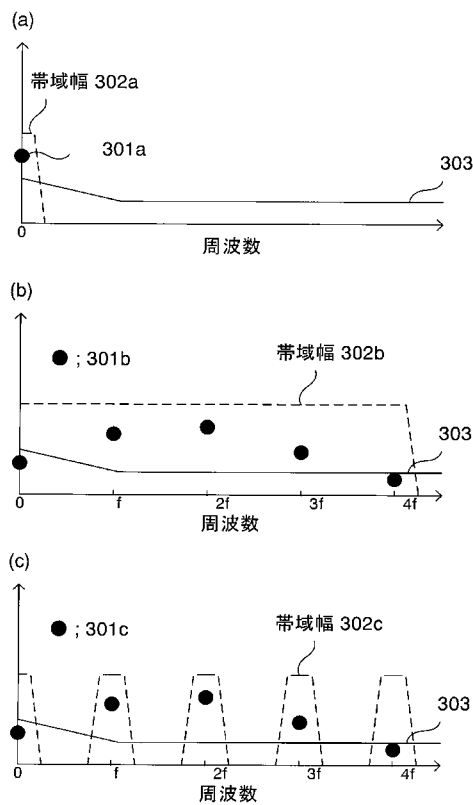 (a)
帯域幅 302a
301a
303
0
周波数
(b)
; 301b
帯域幅 302b
303
0 f 2f 3f 4f
周波数
(c)
; 301c
帯域幅 302c
303
0 f 2f 3f 4f
周波数